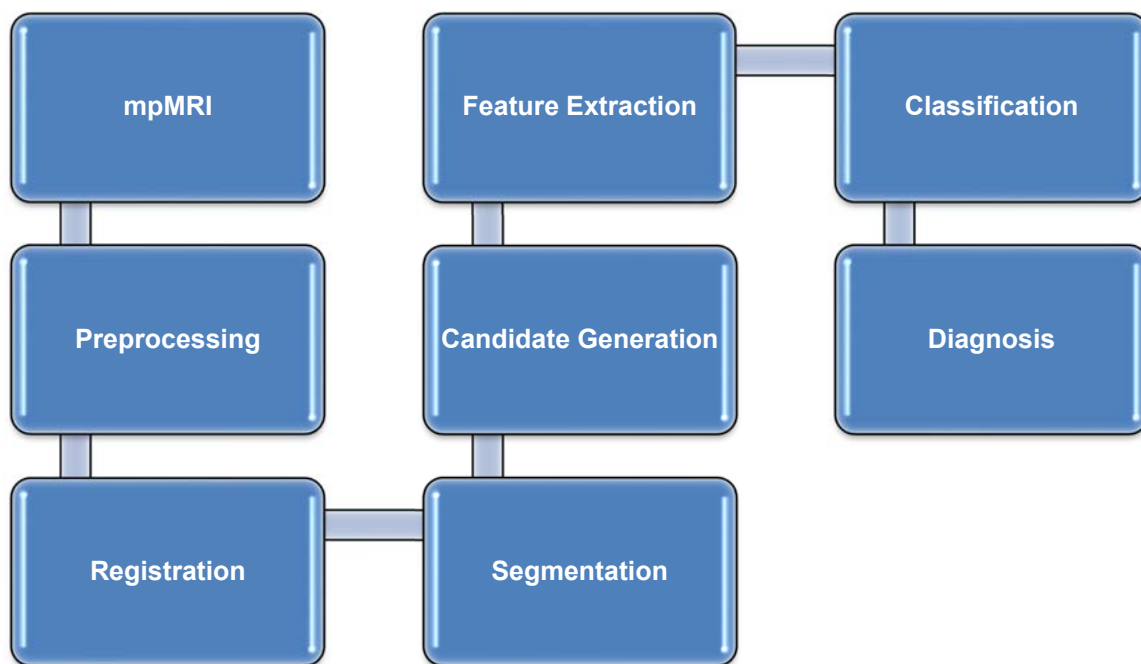 mpMRI
Preprocessing
Registration
Segmentation
Candidate Generation
Feature Extraction
Classification
Diagnosis